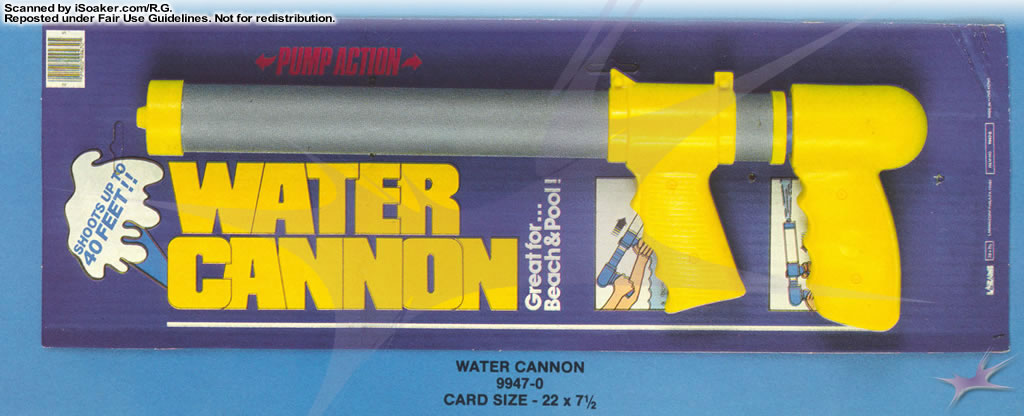 Scanned by iSoaker.com/R.G.
Reposted under Fair Use Guidelines. Not for redistribution.
PUMP ACTION
SHOOTS UP TO
40 FEET!!
WATER
CANNON
Great for...
Beach & Pool!!
WATER CANNON
9947-0
CARD SIZE - 22 x 7½